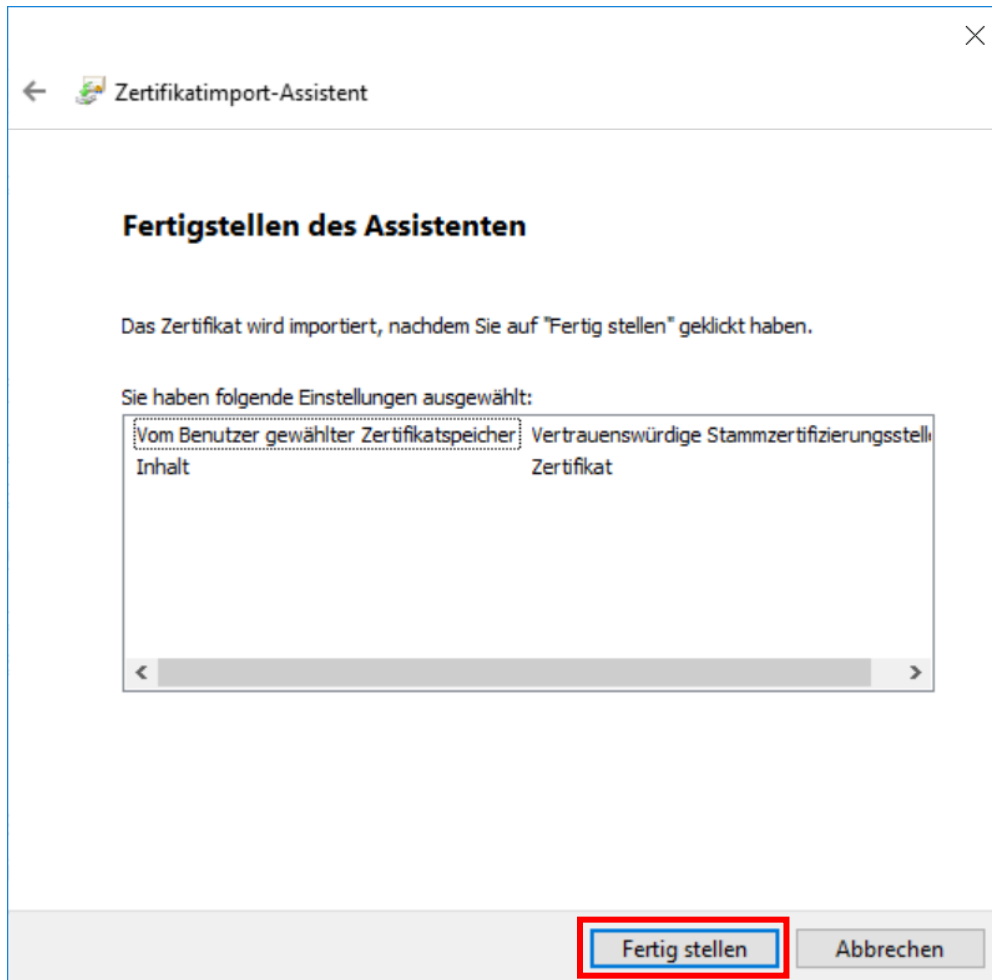 Zertifikatimport-Assistent
Fertigstellen des Assistenten
Das Zertifikat wird importiert, nachdem Sie auf "Fertig stellen" geklickt haben.
Sie haben folgende Einstellungen ausgewählt:
Vom Benutzer gewählter Zertifikatspeicher Vertrauenswürdige Stammzertifizierungsstelle
Inhalt Zertifikat
Fertig stellen Abbrechen